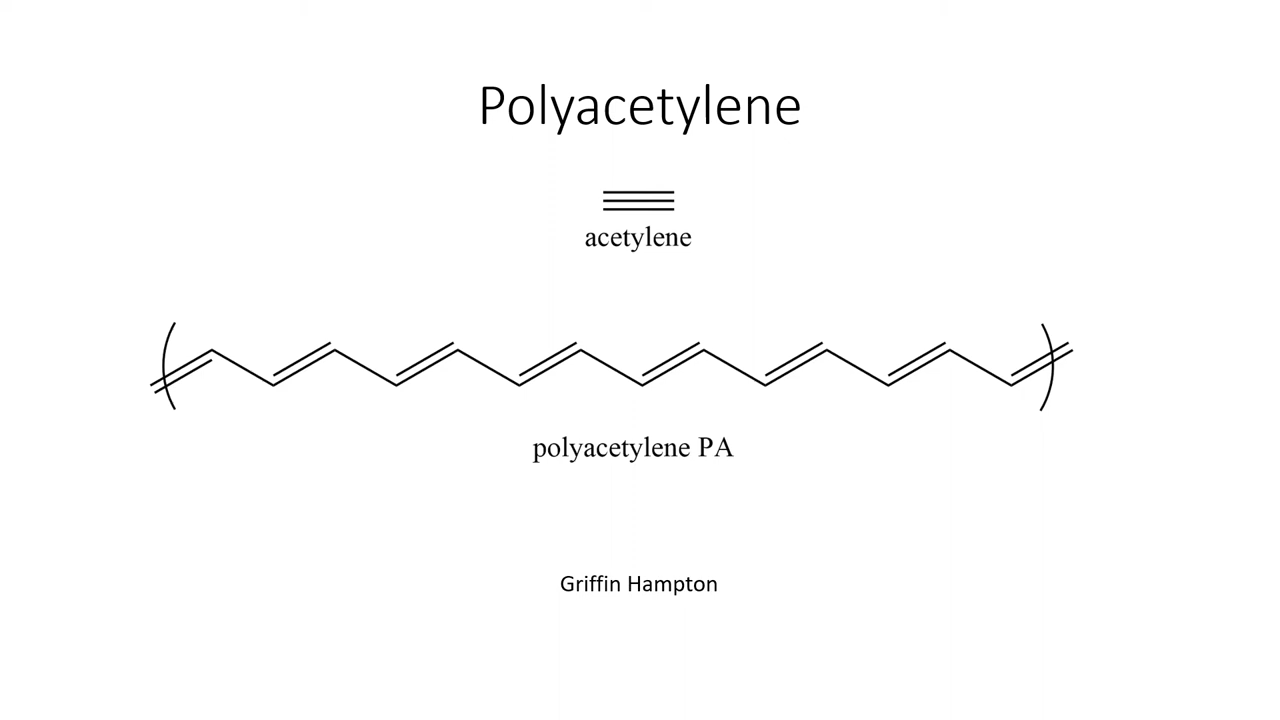 Polyacetylene
acetylene
polyacetylene PA
Griffin Hampton